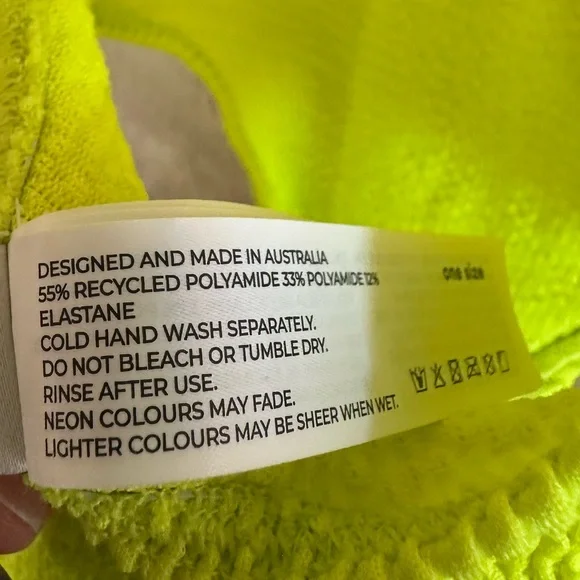 DESIGNED AND MADE IN AUSTRALIA
55% RECYCLED POLYAMIDE 33% POLYAMIDE 12%
ELASTANE
COLD HAND WASH SEPARATELY.
DO NOT BLEACH OR TUMBLE DRY.
RINSE AFTER USE.
NEON COLOURS MAY FADE.
LIGHTER COLOURS MAY BE SHEER WHEN WET.
one size